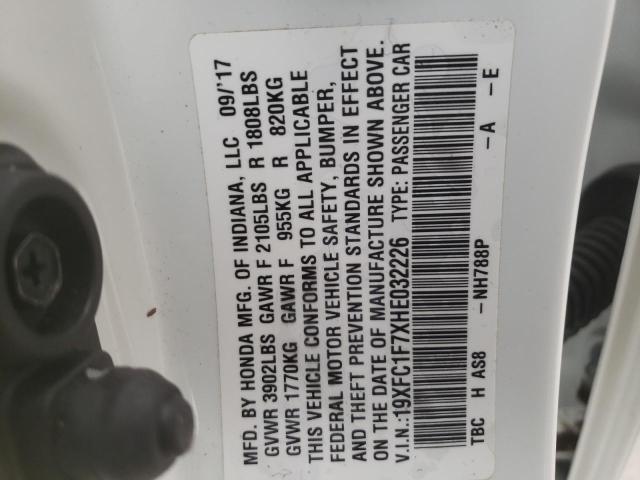 MFD. BY HONDA MFG. OF INDIANA, LLC 09/'17
GVWR 3902LBS GAWR F 2105LBS R 1808LBS
GVWR 1770KG GAWR F 955KG R 820KG
THIS VEHICLE CONFORMS TO ALL APPLICABLE
FEDERAL MOTOR VEHICLE SAFETY, BUMPER,
AND THEFT PREVENTION STANDARDS IN EFFECT
ON THE DATE OF MANUFACTURE SHOWN ABOVE.
V.I.N.: 19XFC1F7XHE032226 TYPE: PASSENGER CAR
TBC H AS8 -NH788P -A -E